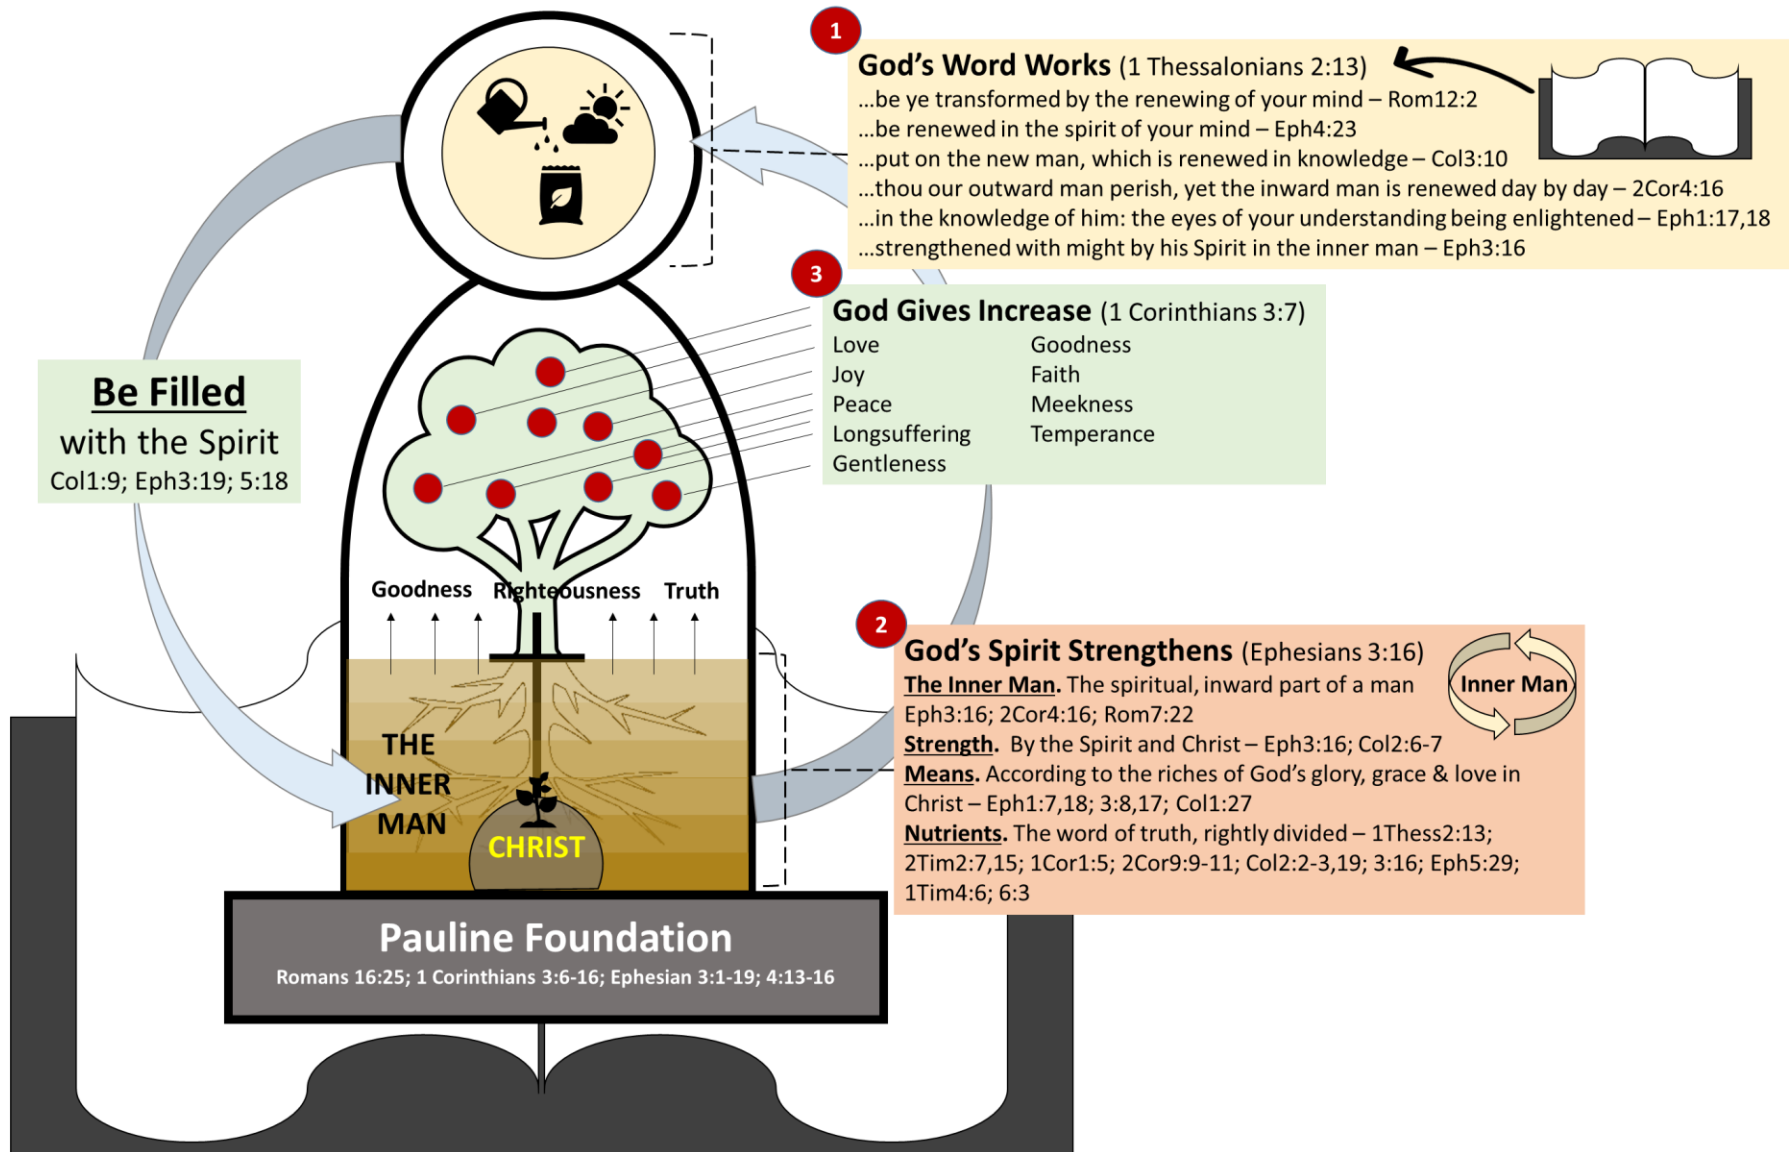 1
God's Word Works (1 Thessalonians 2:13)
...be ye transformed by the renewing of your mind – Rom12:2
...be renewed in the spirit of your mind – Eph4:23
...put on the new man, which is renewed in knowledge – Col3:10
...thou our outward man perish, yet the inward man is renewed day by day – 2Cor4:16
...in the knowledge of him: the eyes of your understanding being enlightened – Eph1:17,18
...strengthened with might by his Spirit in the inner man – Eph3:16
3
God Gives Increase (1 Corinthians 3:7)
Love
Joy
Peace
Longsuffering
Gentleness
Goodness
Faith
Meekness
Temperance
Be Filled
with the Spirit
Col1:9; Eph3:19; 5:18
Goodness Righteousness Truth
2
God's Spirit Strengthens (Ephesians 3:16)
The Inner Man. The spiritual, inward part of a man
Eph3:16; 2Cor4:16; Rom7:22
Strength. By the Spirit and Christ – Eph3:16; Col2:6-7
Means. According to the riches of God's glory, grace & love in
Christ – Eph1:7,18; 3:8,17; Col1:27
Nutrients. The word of truth, rightly divided – 1Thess2:13;
2Tim2:7,15; 1Cor1:5; 2Cor9:9-11; Col2:2-3,19; 3:16; Eph5:29;
1Tim4:6; 6:3
Inner Man
THE
INNER
MAN
CHRIST
Pauline Foundation
Romans 16:25; 1 Corinthians 3:6-16; Ephesian 3:1-19; 4:13-16